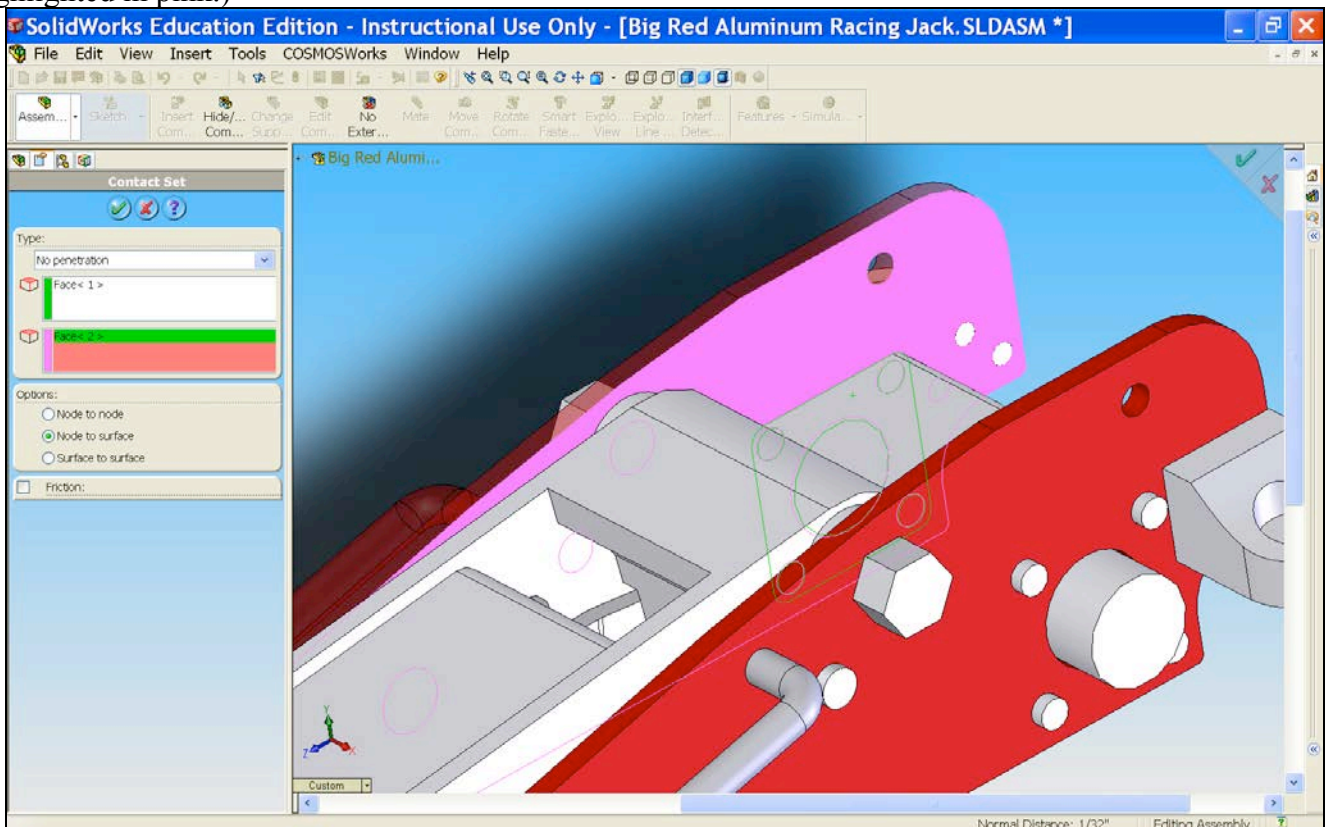 ghlighted in pink.)
SolidWorks Education Edition - Instructional Use Only - [Big Red Aluminum Racing Jack.SLDASM *]
File Edit View Insert Tools COSMOSWorks Window Help
Assem... Sketch Insert Hide/... Change Edit No Mate Move Rotate Smart Explo... Explo... Interf... Features Simula...
Com... Com... Supp... Com... Exter... Com... Com... Faste... View Line ... Detec...
Big Red Alumi...
Contact Set
Type:
No penetration
Face< 1 >
Face< 2 >
Options:
Node to node
Node to surface
Surface to surface
Friction:
Y
Z
X
Custom
Normal Distance: 1/32" Editing Assembly